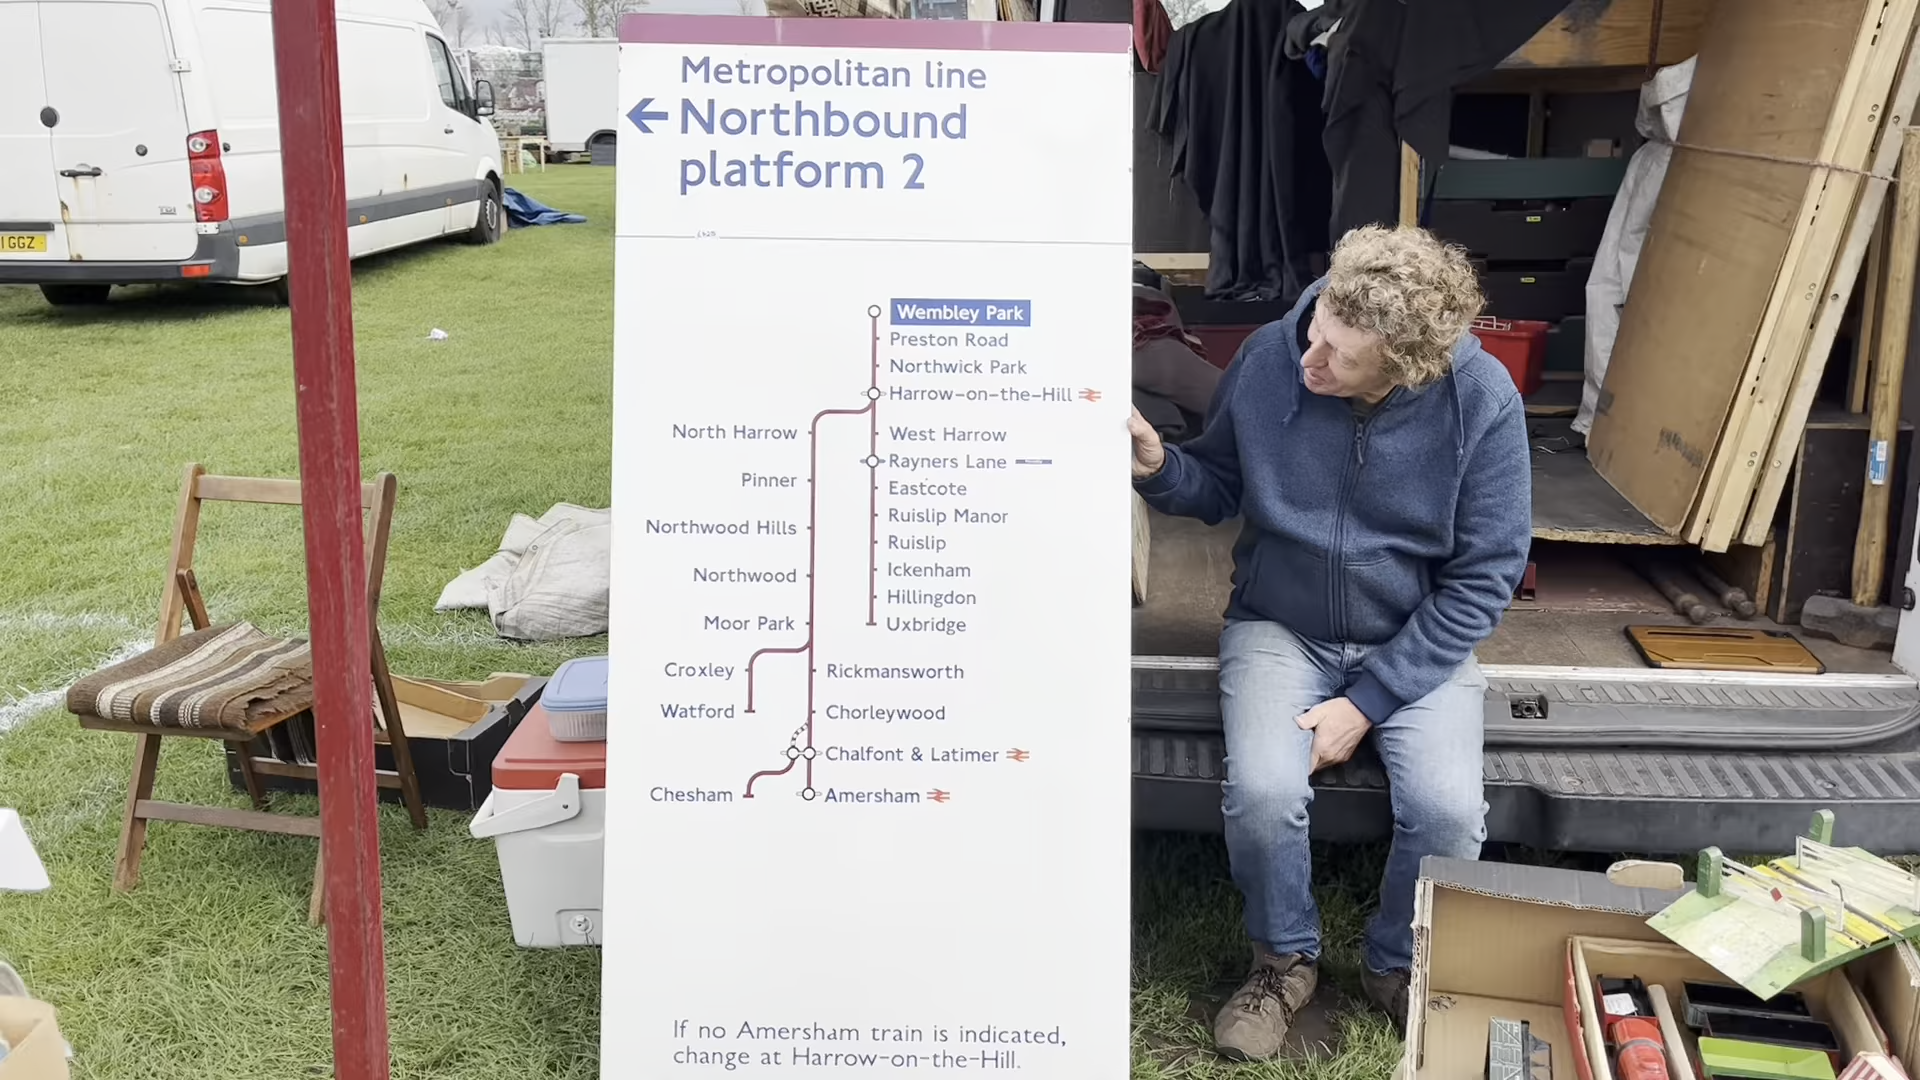 Metropolitan line
Northbound
platform 2
Wembley Park
Preston Road
Northwick Park
Harrow-on-the-Hill
North Harrow
West Harrow
Rayners Lane
Pinner
Eastcote
Ruislip Manor
Northwood Hills
Ruislip
Northwood
Ickenham
Hillingdon
Moor Park
Uxbridge
Croxley
Rickmansworth
Watford
Chorleywood
Chalfont & Latimer
Chesham
Amersham
If no Amersham train is indicated,
change at Harrow-on-the-Hill.
GGZ